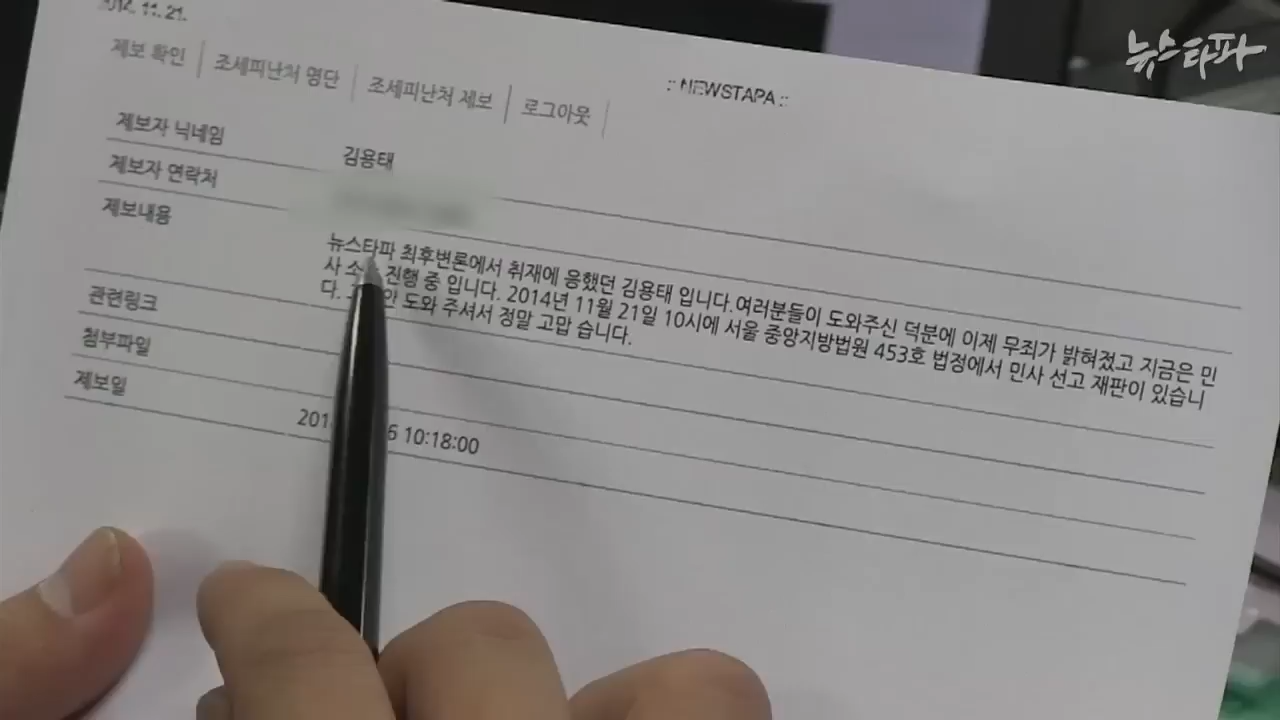 2014. 11. 21.
뉴스타파
제보 확인 | 조세피난처 명단 | 조세피난처 제보 | 로그아웃 |
:: NEWSTAPA ::
제보자 닉네임 김용태
제보자 연락처
제보내용 뉴스타파 최후변론에서 취재에 응했던 김용태 입니다.여러분들이 도와주신 덕분에 이제 무죄가 밝혀졌고 지금은 민
사 진행 중 입니다. 2014년 11월 21일 10시에 서울 중앙지방법원 453호 법정에서 민사 선고 재판이 있습니
다. 도와 주셔서 정말 고맙 습니다.
관련링크
첨부파일
제보일 10:18:00